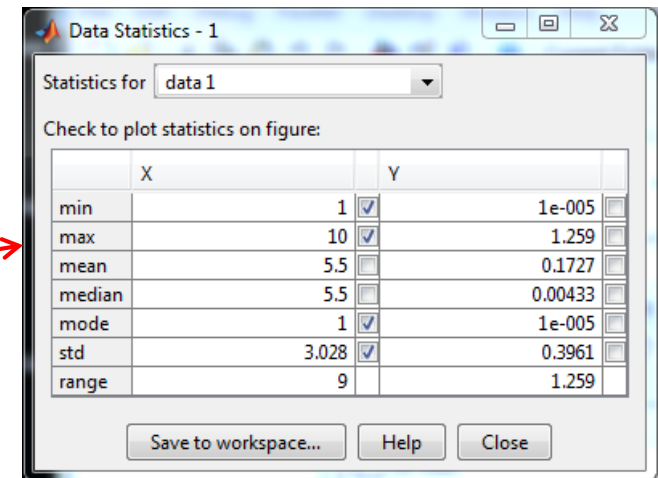 Data Statistics - 1
Statistics for data 1
Check to plot statistics on figure:
X Y
min 1 1e-005
max 10 1.259
mean 5.5 0.1727
median 5.5 0.00433
mode 1 1e-005
std 3.028 0.3961
range 9 1.259
Save to workspace... Help Close